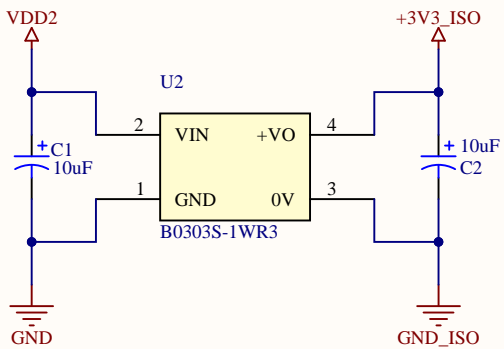 VDD2
+3V3_ISO
U2
2
VIN
+VO
4
+
C1
10uF
+
10uF
C2
1
GND
0V
3
B0303S-1WR3
GND
GND_ISO